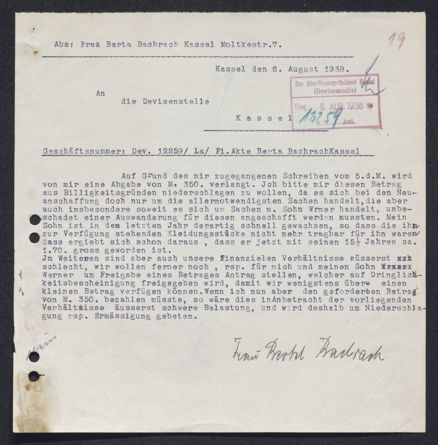 Abs: Frau Berta Bachrach Kassel Moltkestr.7.
19
Kassel den 6. August 1938.
An
die Devisenstelle
Kassel
Der Oberfinanzpräsident Kassel
(Devisenstelle)
Eing. 8. AUG. 1938
12259
Geschäftsnummer: Dev. 12259/ La/ Fi.Akte Berta BachrachKassel
Auf Grund des mir zugegangenen Schreiben vom 5.d.M. wird
von mir eine Abgabe von M. 350. verlangt. Ich bitte mir diesen Betrag
aus Billigkeitsgründen niederschlagen zu wollen, da es sich bei den Neu-
anschaffung doch nur um die allernotwendigsten Sachen handelt,die aber
auch insbesondere soweit es sich um Sachen m. Sohn Wrner handelt, unbe-
schadet einer Auswanderung für diesen angeschafft werden mussten. Mein
Sohn ist in dem letzten Jahr derartig schnell gewachsen, so dass die ihm
zur Verfügung stehenden Kleidungsstücke nicht mehr tragbar für ihn waren
dass ergiebt sich schon daraus , dass er jetzt mit seinen 15½ Jahren ca.
1.70. gross geworden ist.
Im Weiteren sind aber auch unsere Finanzielen Verhältnisse äusserst
schlecht, wir wollen ferner noch , rsp. für mich und meinen Sohn
Werner um Freigabe eines Betrages Antrag stellen, welcher auf Dringlich-
keitsbescheinigung freigegeben wird, damit wir wenigstens über einen
kleinen Betrag verfügen können.Wenn ich nun aber den geforderten Betrag
von M. 350. bezahlen müsste, so wäre dies inAnbetracht der vorliegenden
Verhältnisse äusserst schwere Belastung, und wird deshalb um Niederschla-
gung rsp. Ermässigung gebeten.
Frau Bertel Bachrach